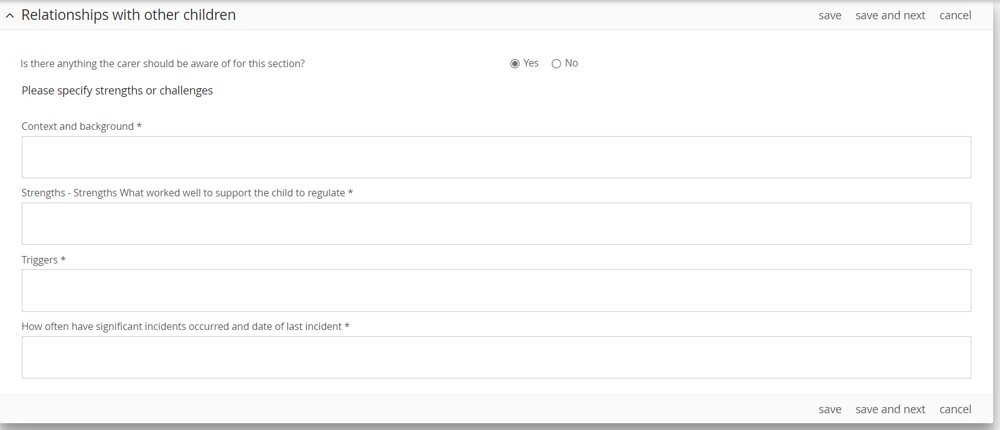 Relationships with other children
save save and next cancel
Is there anything the carer should be aware of for this section? Yes No
Please specify strengths or challenges
Context and background *
Strengths - Strengths What worked well to support the child to regulate *
Triggers *
How often have significant incidents occurred and date of last incident *
save save and next cancel